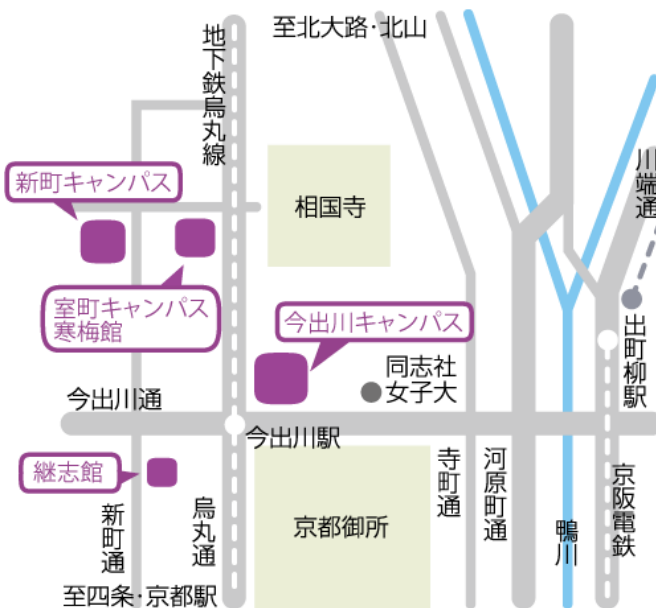 至北大路・北山
地下鉄烏丸線
川端通
新町キャンパス
相国寺
室町キャンパス
寒梅館
今出川キャンパス
出町柳駅
同志社
女子大
今出川通
今出川駅
継志館
寺町通
河原町通
京阪電鉄
新町通
烏丸通
京都御所
鴨川
至四条・京都駅